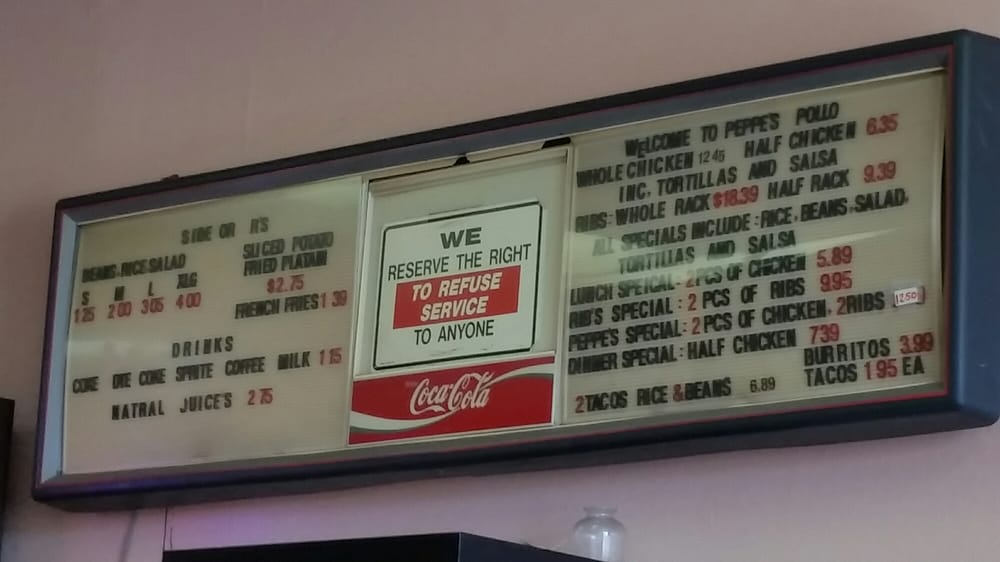 SIDE OR R'S
BEANS, RICE SALAD
S M L XLG
1 25 2 00 3 05 4 00
SLICED POTATO
FRIED PLATAIN
$2.75
FRENCH FRIES 1 39
DRINKS
COKE DIE COKE SPRITE COFFEE MILK 1 15
NATRAL JUICE'S 2 75
WE
RESERVE THE RIGHT
TO REFUSE
SERVICE
TO ANYONE
Coca-Cola
WELCOME TO PEPPE'S POLLO
WHOLE CHICKEN 12 45 HALF CHICKEN 6.35
INC, TORTILLAS AND SALSA
RIBS: WHOLE RACK $18.39 HALF RACK 9.39
ALL SPECIALS INCLUDE: RICE, BEANS, SALAD,
TORTILLAS AND SALSA
LUNCH SPEICAL: 2 PCS OF CHICKEN 5.89
RIB'S SPECIAL: 2 PCS OF RIBS 9.95
PEPPE'S SPECIAL: 2 PCS OF CHICKEN, 2 RIBS 12.50
DINNER SPECIAL: HALF CHICKEN 7 39
BURRITOS 3.99
2 TACOS RICE & BEANS 6.89 TACOS 1 95 EA